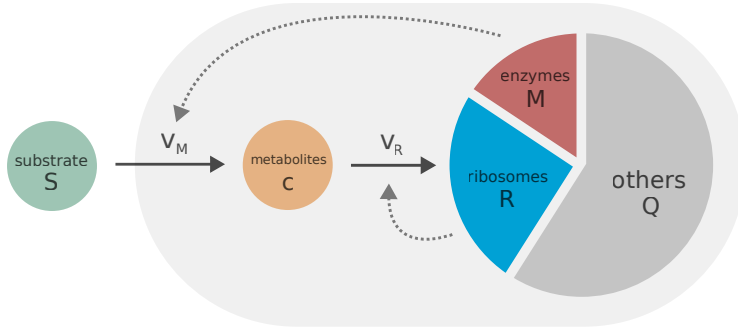 substrate
S
v_M
metabolites
c
v_R
enzymes
M
ribosomes
R
others
Q